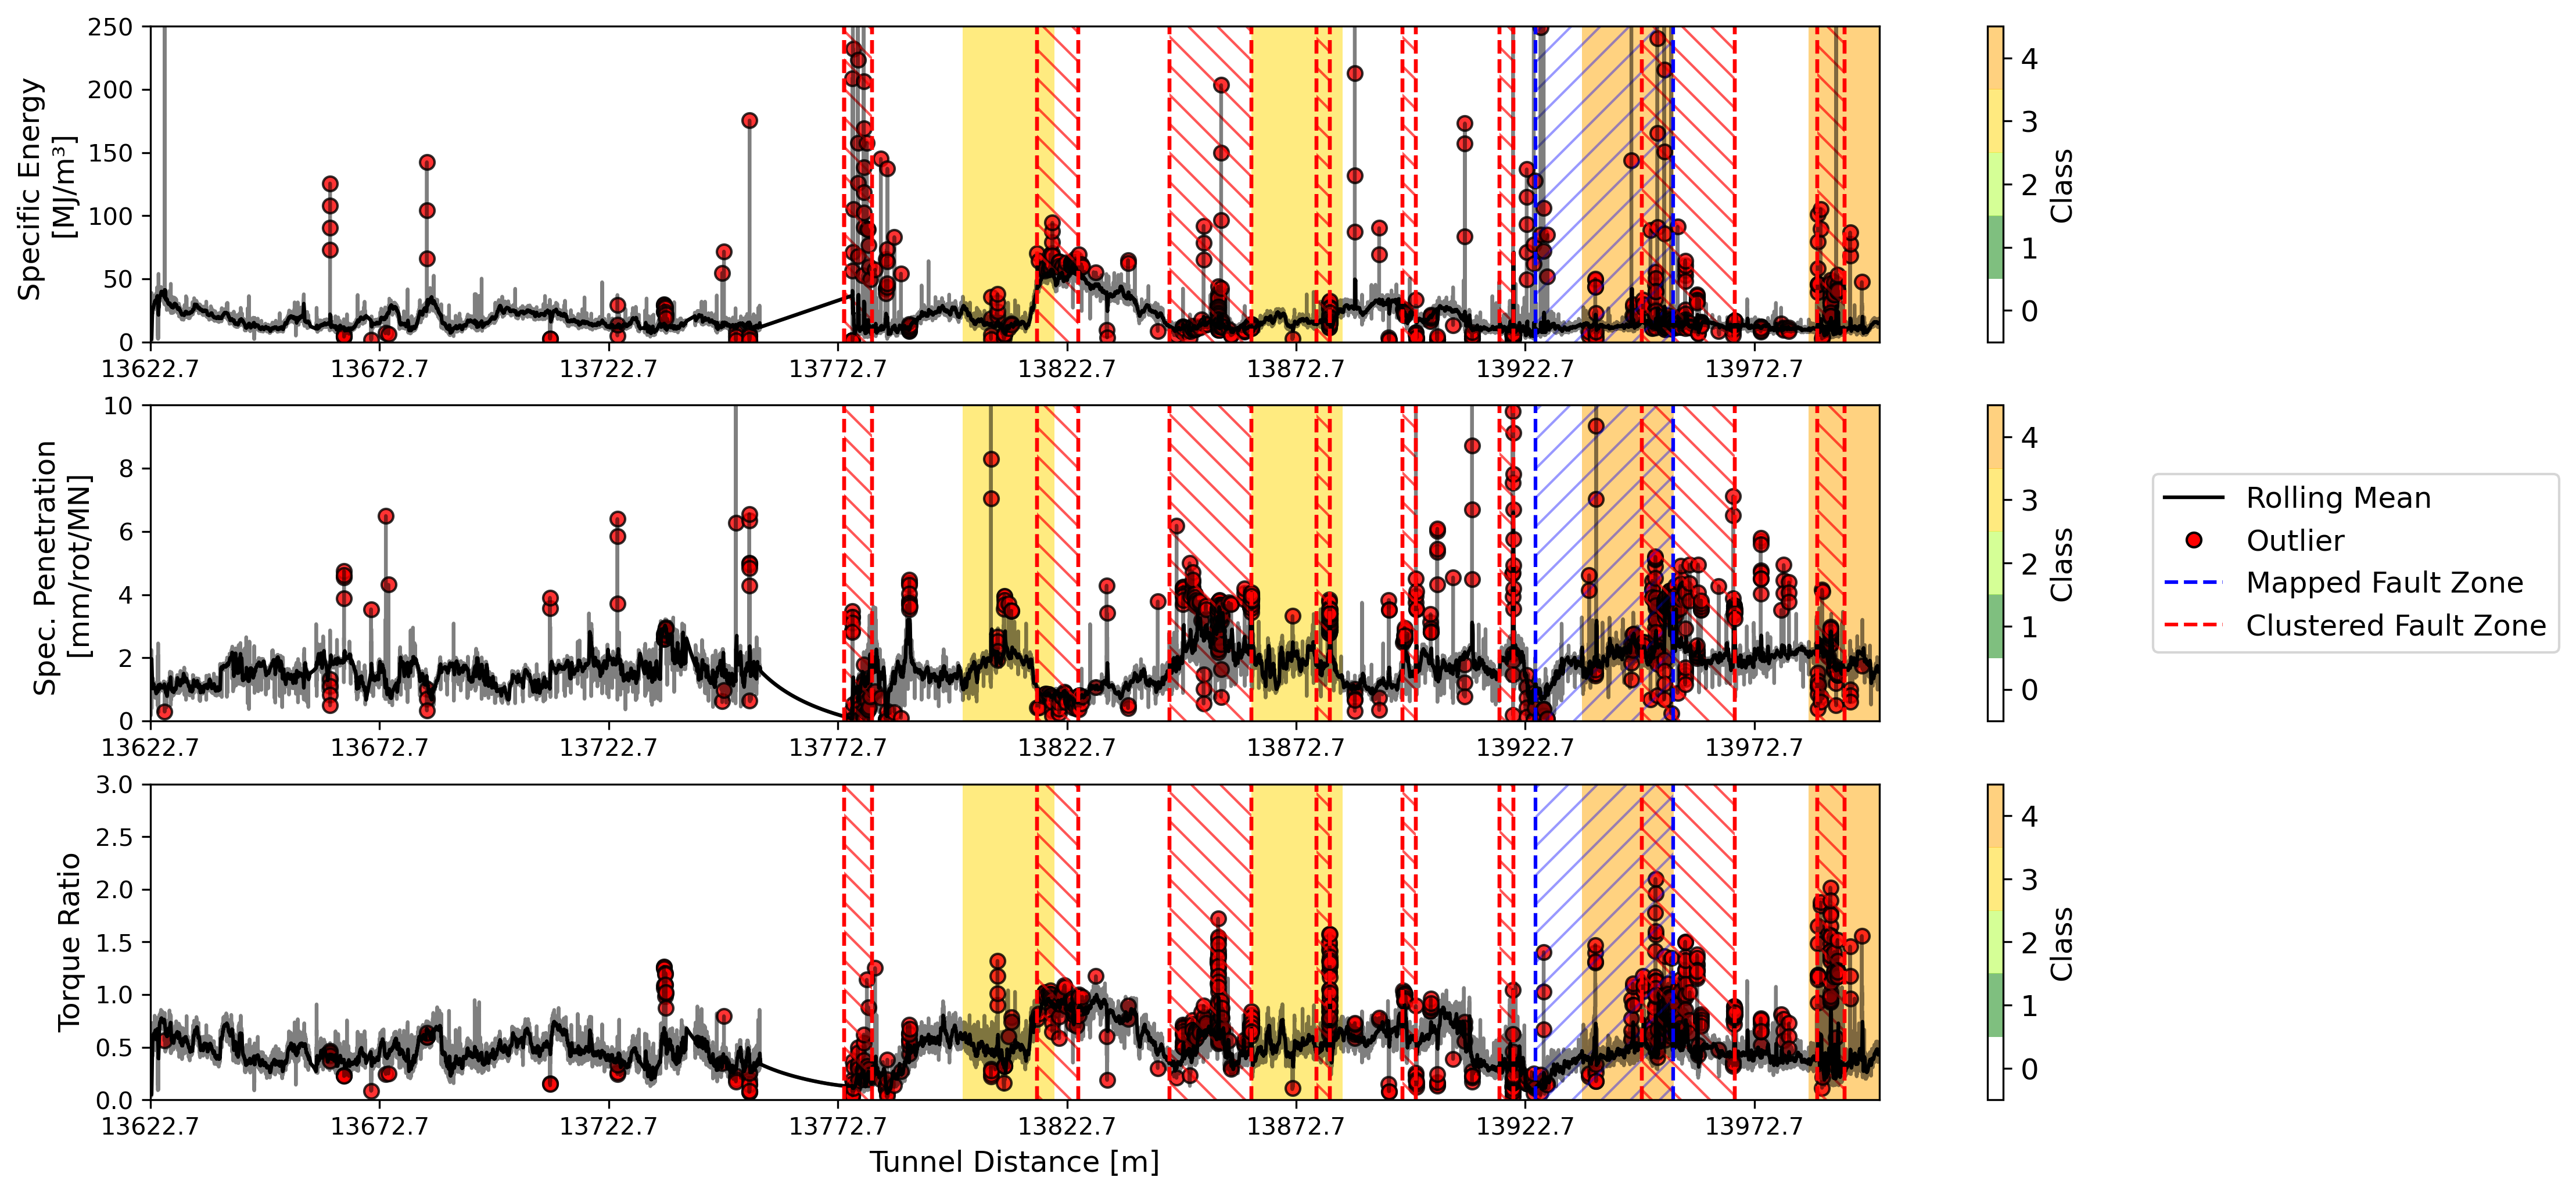 250
200
150
100
50
0
Specific Energy
[MJ/m³]
13622.7 13672.7 13722.7 13772.7 13822.7 13872.7 13922.7 13972.7
4
3
2
1
0
Class
10
8
6
4
2
0
Spec. Penetration
[mm/rot/MN]
13622.7 13672.7 13722.7 13772.7 13822.7 13872.7 13922.7 13972.7
4
3
2
1
0
Class
Rolling Mean
Outlier
Mapped Fault Zone
Clustered Fault Zone
3.0
2.5
2.0
1.5
1.0
0.5
0.0
Torque Ratio
13622.7 13672.7 13722.7 13772.7 13822.7 13872.7 13922.7 13972.7
Tunnel Distance [m]
4
3
2
1
0
Class